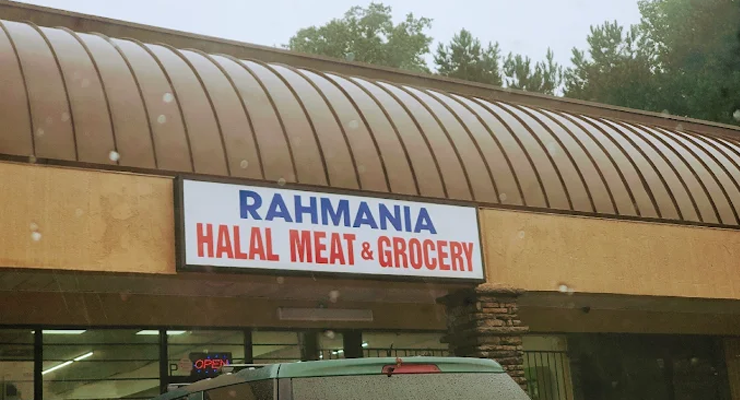 RAHMANIA
HALAL MEAT & GROCERY
OPEN